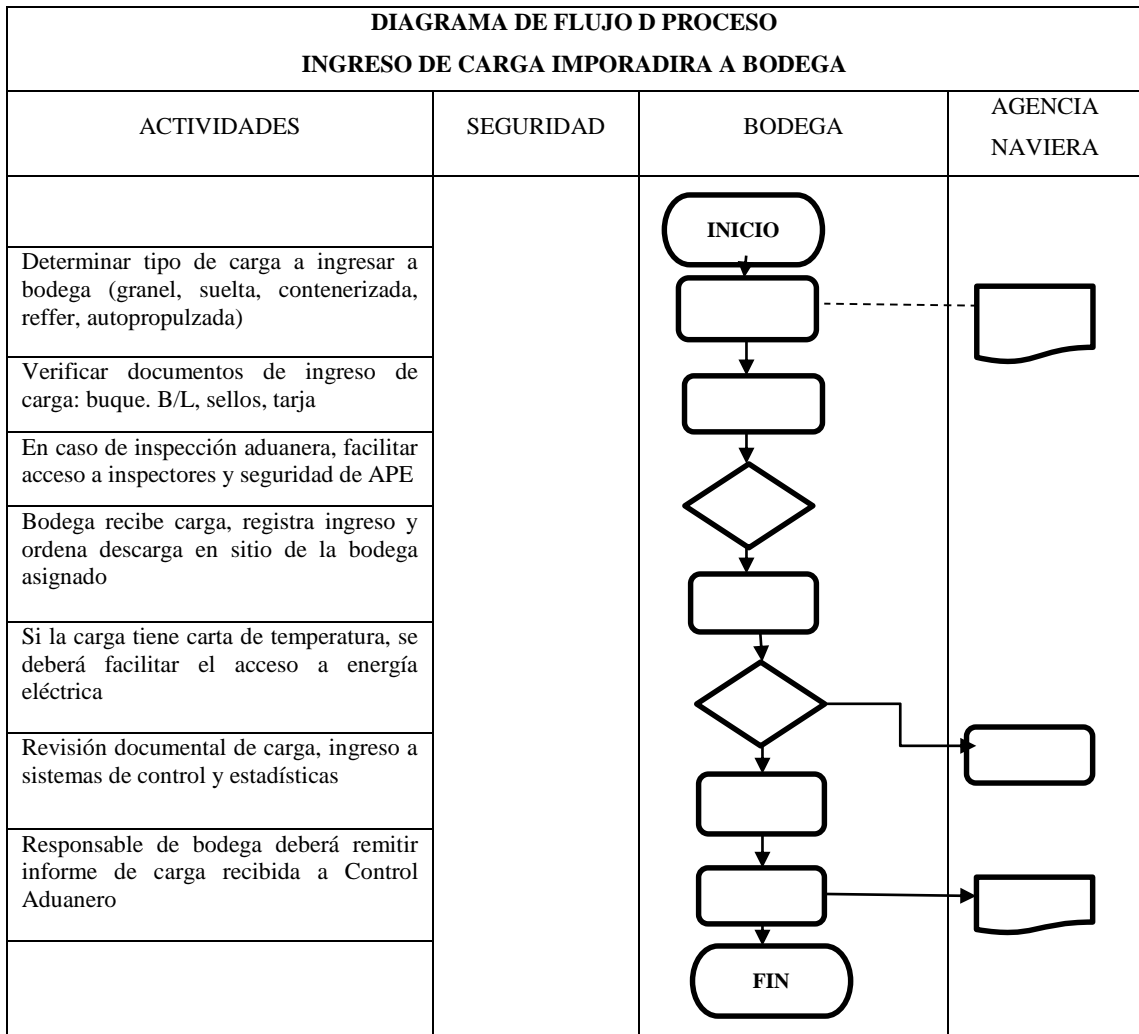 DIAGRAMA DE FLUJO D PROCESO
INGRESO DE CARGA IMPORADIRA A BODEGA
ACTIVIDADES
SEGURIDAD
BODEGA
AGENCIA
NAVIERA
INICIO
Determinar tipo de carga a ingresar a
bodega (granel, suelta, contenerizada,
reffer, autopropulzada)
Verificar documentos de ingreso de
carga: buque. B/L, sellos, tarja
En caso de inspección aduanera, facilitar
acceso a inspectores y seguridad de APE
Bodega recibe carga, registra ingreso y
ordena descarga en sitio de la bodega
asignado
Si la carga tiene carta de temperatura, se
deberá facilitar el acceso a energía
eléctrica
Revisión documental de carga, ingreso a
sistemas de control y estadísticas
Responsable de bodega deberá remitir
informe de carga recibida a Control
Aduanero
FIN